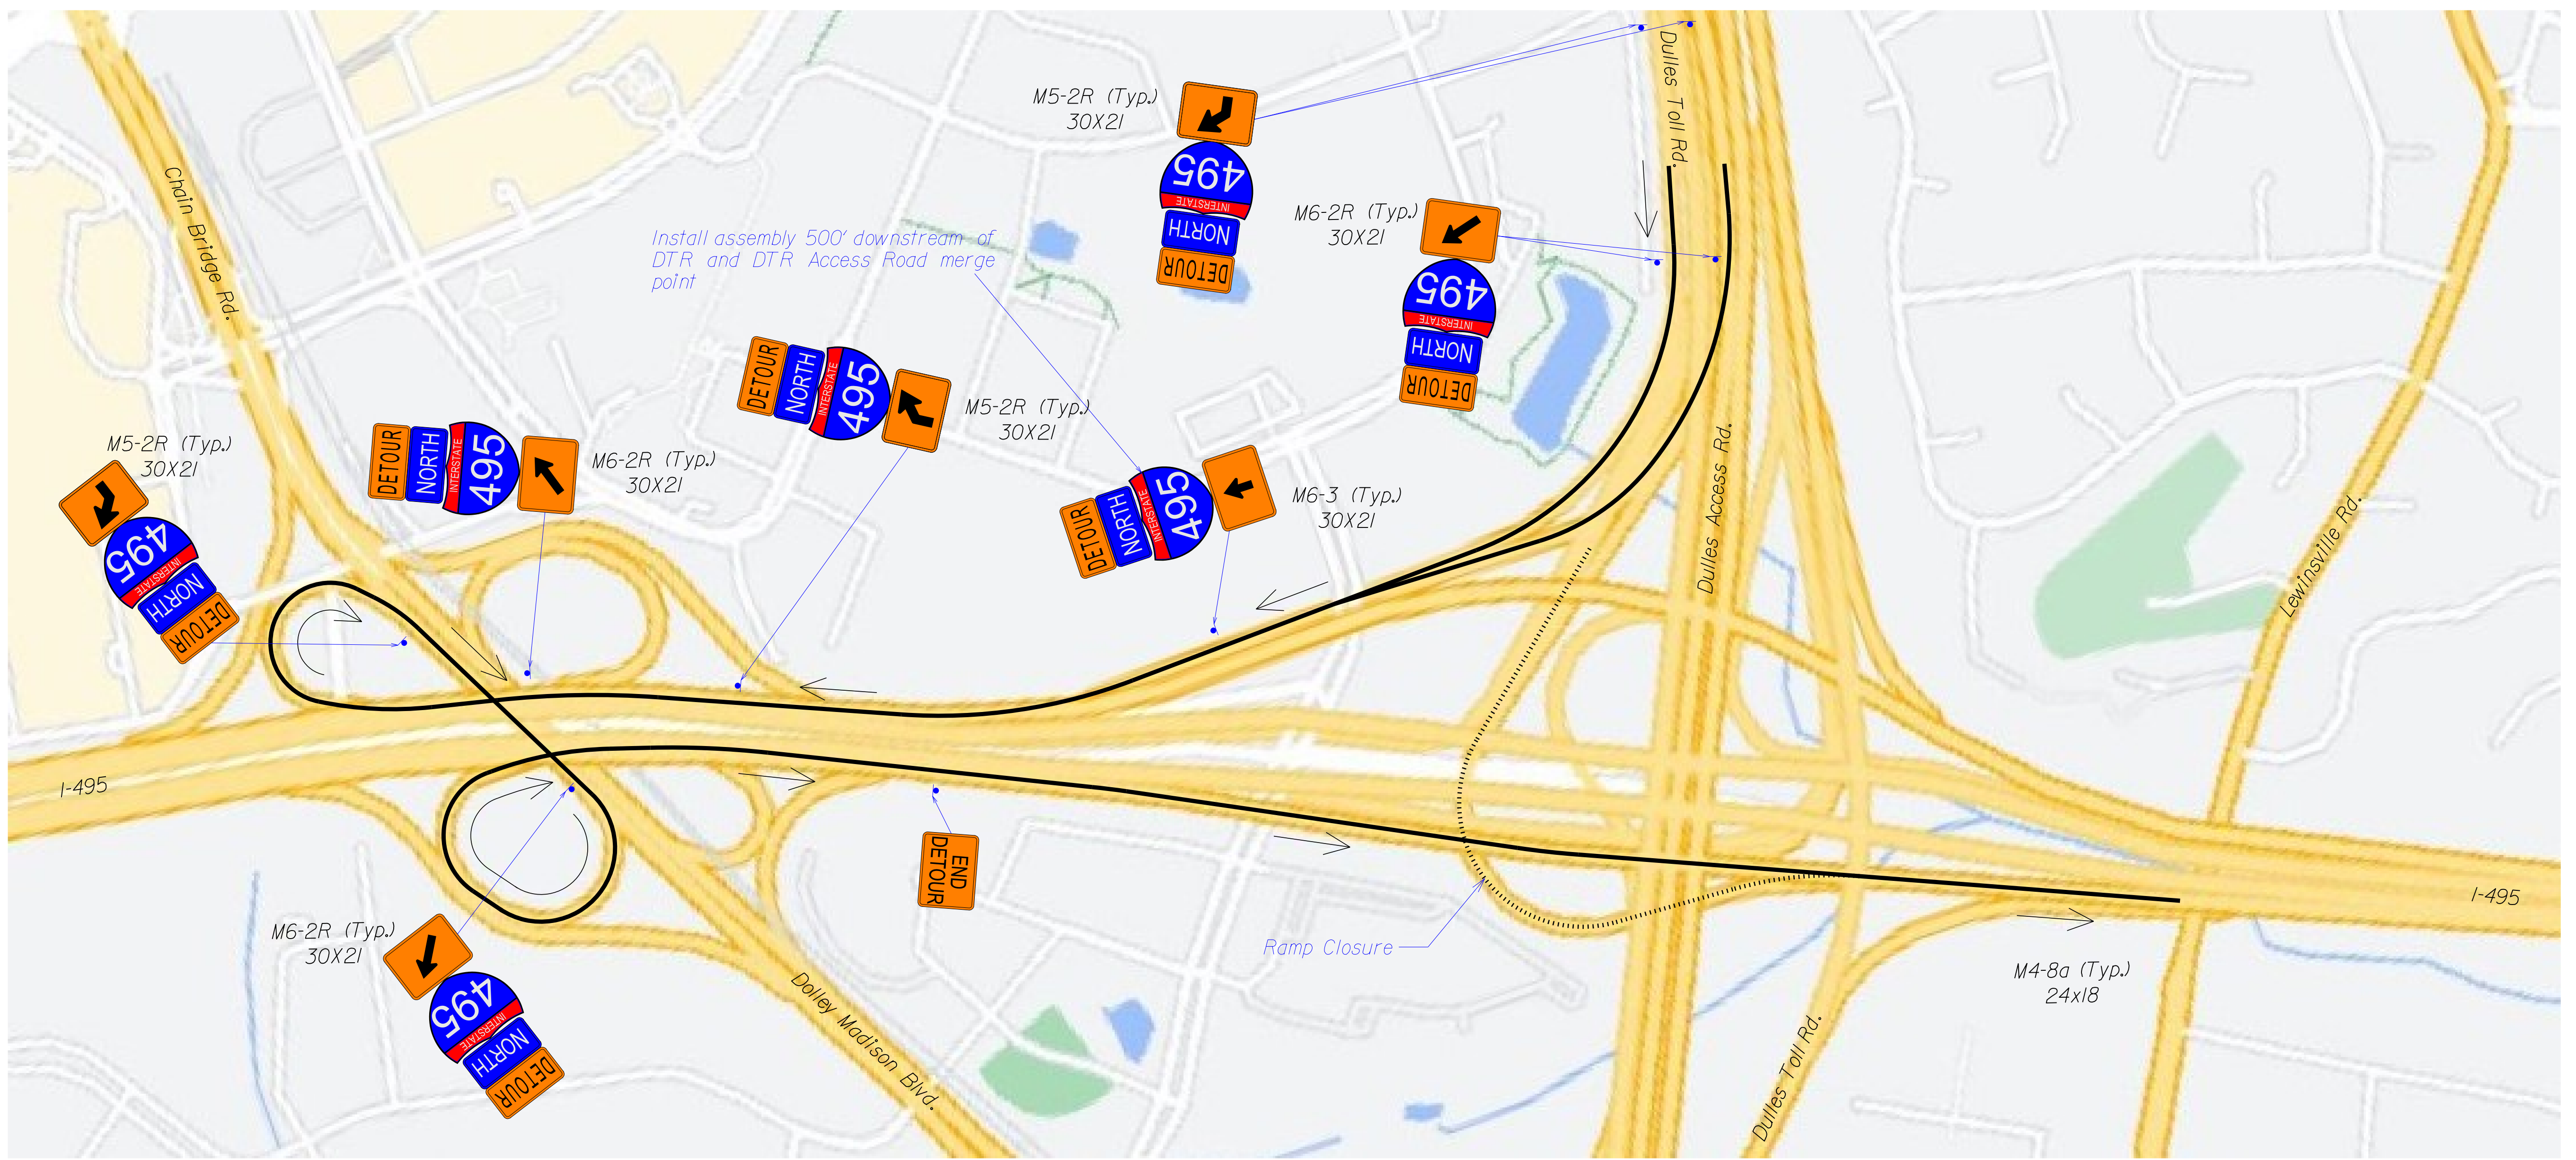 Dulles Toll Rd.
M5-2R (Typ.)
30X21
495
INTERSTATE
NORTH
DETOUR
Chain Bridge Rd.
M6-2R (Typ.)
30X21
495
INTERSTATE
NORTH
DETOUR
Install assembly 500' downstream of
DTR and DTR Access Road merge
point
DETOUR
NORTH
INTERSTATE
495
M5-2R (Typ.)
30X21
M5-2R (Typ.)
30X21
495
INTERSTATE
NORTH
DETOUR
DETOUR
NORTH
INTERSTATE
495
M6-2R (Typ.)
30X21
DETOUR
NORTH
INTERSTATE
495
M6-3 (Typ.)
30X21
Dulles Access Rd.
Lewinsville Rd.
I-495
END
DETOUR
I-495
M6-2R (Typ.)
30X21
495
INTERSTATE
NORTH
DETOUR
Ramp Closure
Dolley Madison Blvd.
M4-8a (Typ.)
24x18
Dulles Toll Rd.